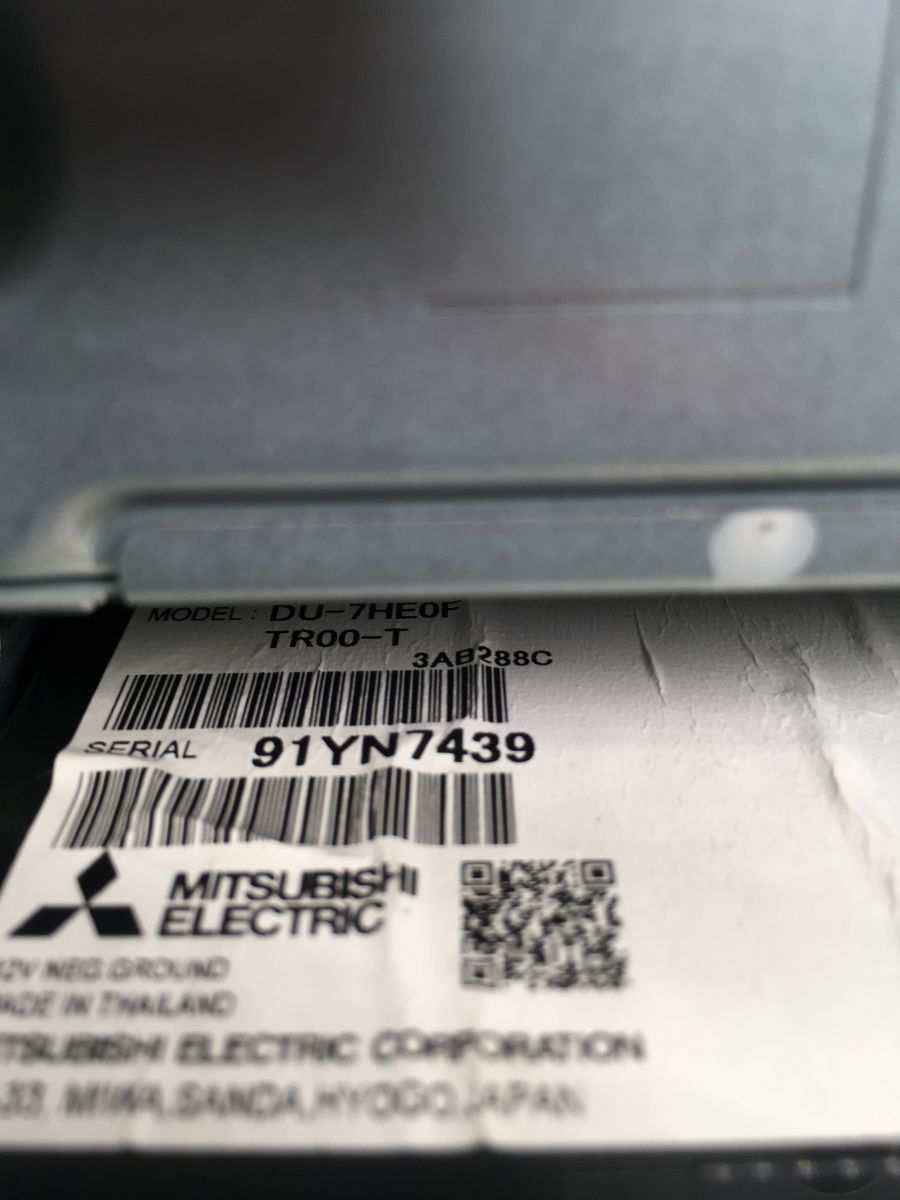 MODEL : DU-7HE0F
TR00-T
3AB288C
SERIAL 91YN7439
MITSUBISHI
ELECTRIC
12V NEG.GROUND
MADE IN THAILAND
MITSUBISHI ELECTRIC CORPORATION
-33, MIWA,SANDA,HYOGO,JAPAN